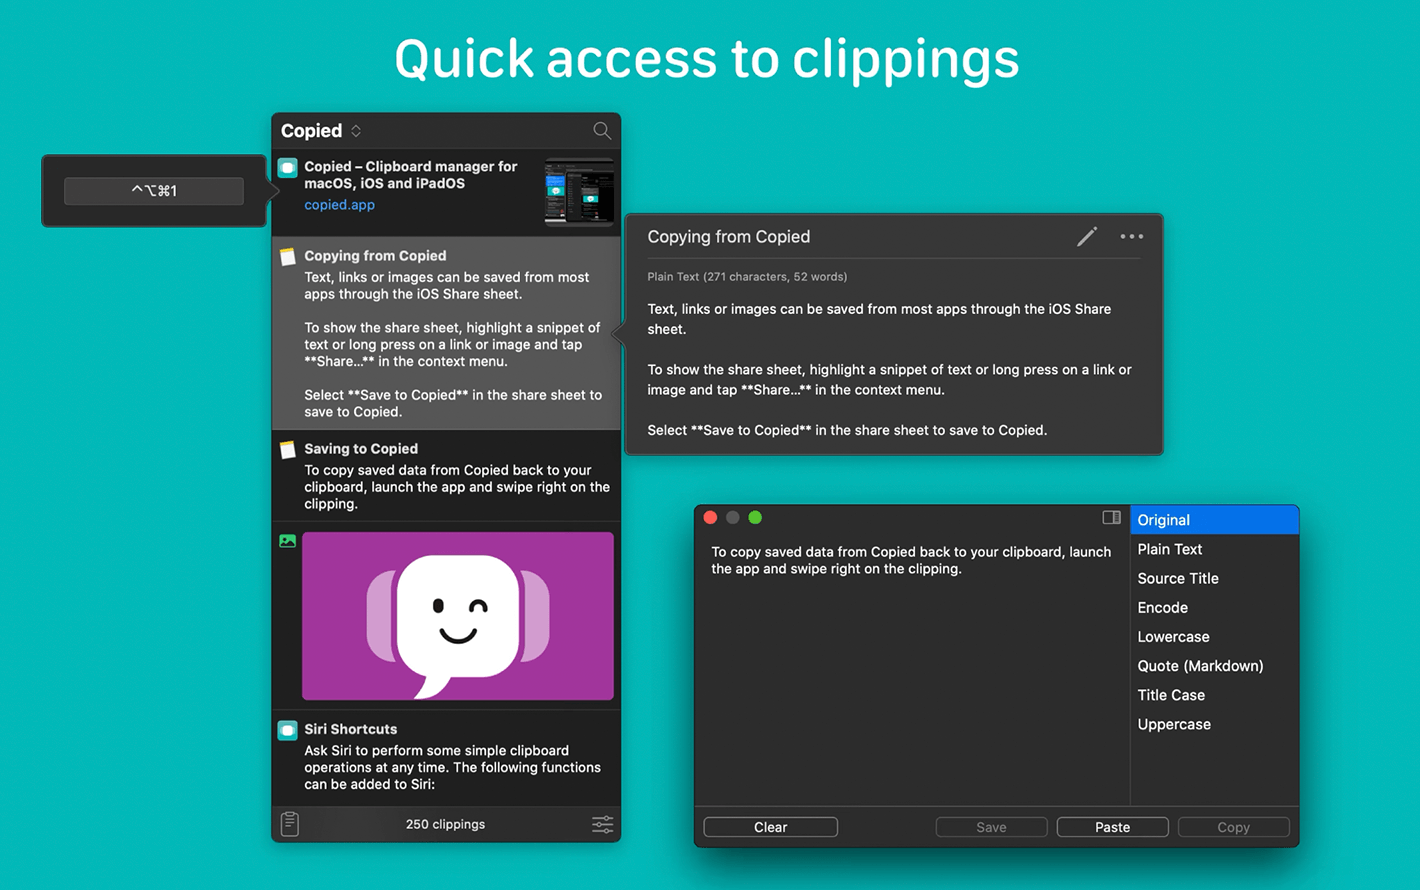 Quick access to clippings
Copied
^⌥⌘1
Copied – Clipboard manager for
macOS, iOS and iPadOS
copied.app
Copying from Copied
Text, links or images can be saved from most
apps through the iOS Share sheet.
To show the share sheet, highlight a snippet of
text or long press on a link or image and tap
**Share...** in the context menu.
Select **Save to Copied** in the share sheet to
save to Copied.
Saving to Copied
To copy saved data from Copied back to your
clipboard, launch the app and swipe right on the
clipping.
Siri Shortcuts
Ask Siri to perform some simple clipboard
operations at any time. The following functions
can be added to Siri:
250 clippings
Copying from Copied
Plain Text (271 characters, 52 words)
Text, links or images can be saved from most apps through the iOS Share
sheet.
To show the share sheet, highlight a snippet of text or long press on a link or
image and tap **Share...** in the context menu.
Select **Save to Copied** in the share sheet to save to Copied.
To copy saved data from Copied back to your clipboard, launch
the app and swipe right on the clipping.
Original
Plain Text
Source Title
Encode
Lowercase
Quote (Markdown)
Title Case
Uppercase
Clear
Save
Paste
Copy